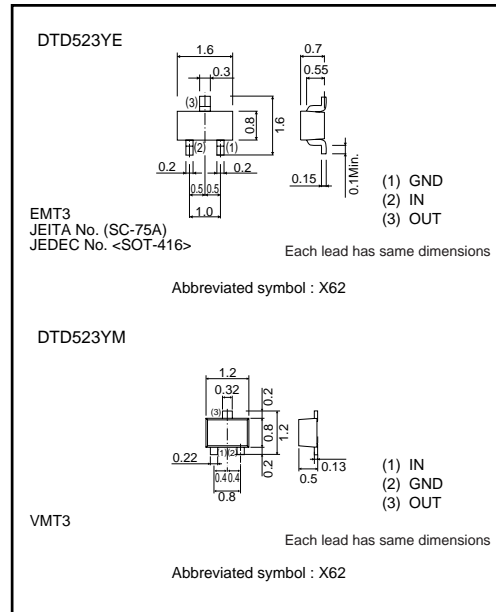 DTD523YE
1.6
0.3
(3)
(2)
(1)
0.8
1.6
0.2
0.2
0.5
0.5
1.0
0.7
0.55
0.15
0.1Min.
(1) GND
(2) IN
(3) OUT
EMT3
JEITA No. (SC-75A)
JEDEC No. <SOT-416>
Each lead has same dimensions
Abbreviated symbol : X62
DTD523YM
1.2
0.32
(3)
(1)
(2)
0.2
0.8
1.2
0.2
0.22
0.4
0.4
0.8
0.13
0.5
(1) IN
(2) GND
(3) OUT
VMT3
Each lead has same dimensions
Abbreviated symbol : X62